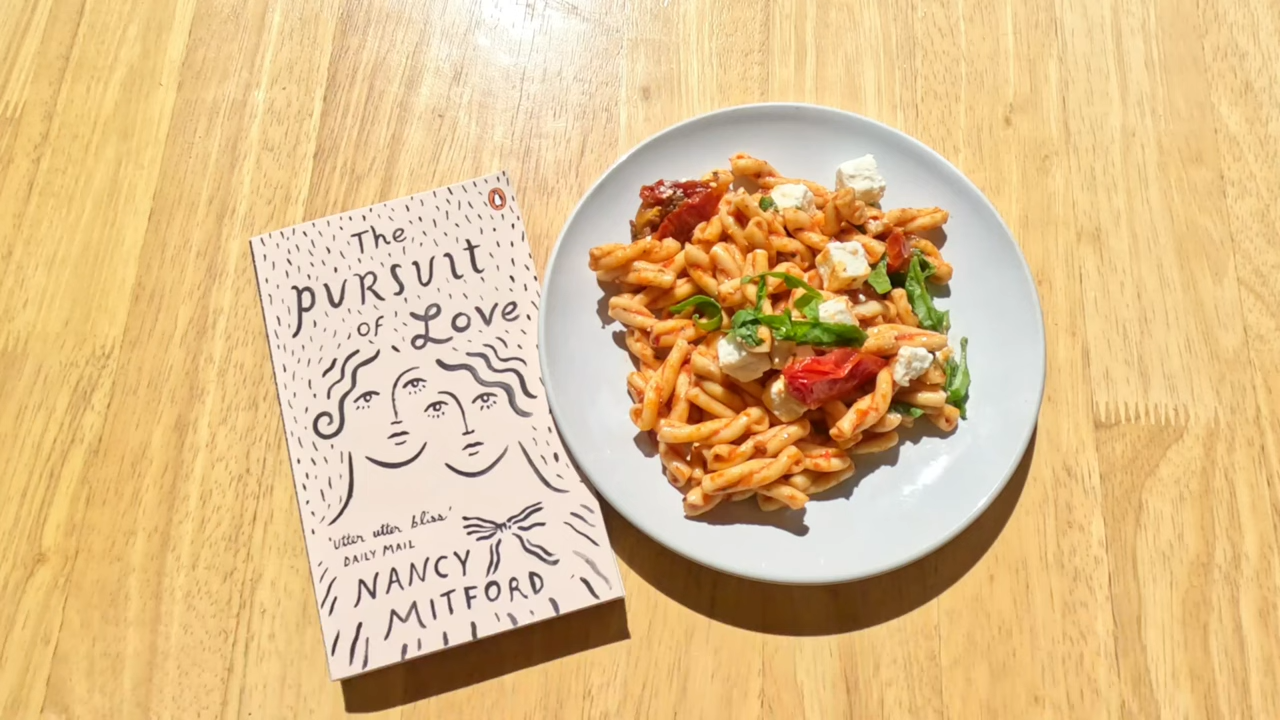 The
PURSUIT
OF Love
'Utter utter bliss'
DAILY MAIL
NANCY
MITFORD